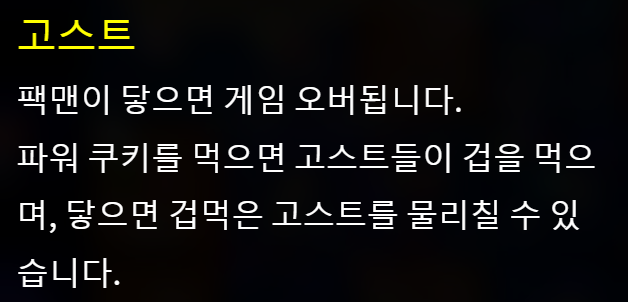 고스트
팩맨이 닿으면 게임 오버됩니다.
파워 쿠키를 먹으면 고스트들이 겁을 먹으
며, 닿으면 겁먹은 고스트를 물리칠 수 있
습니다.